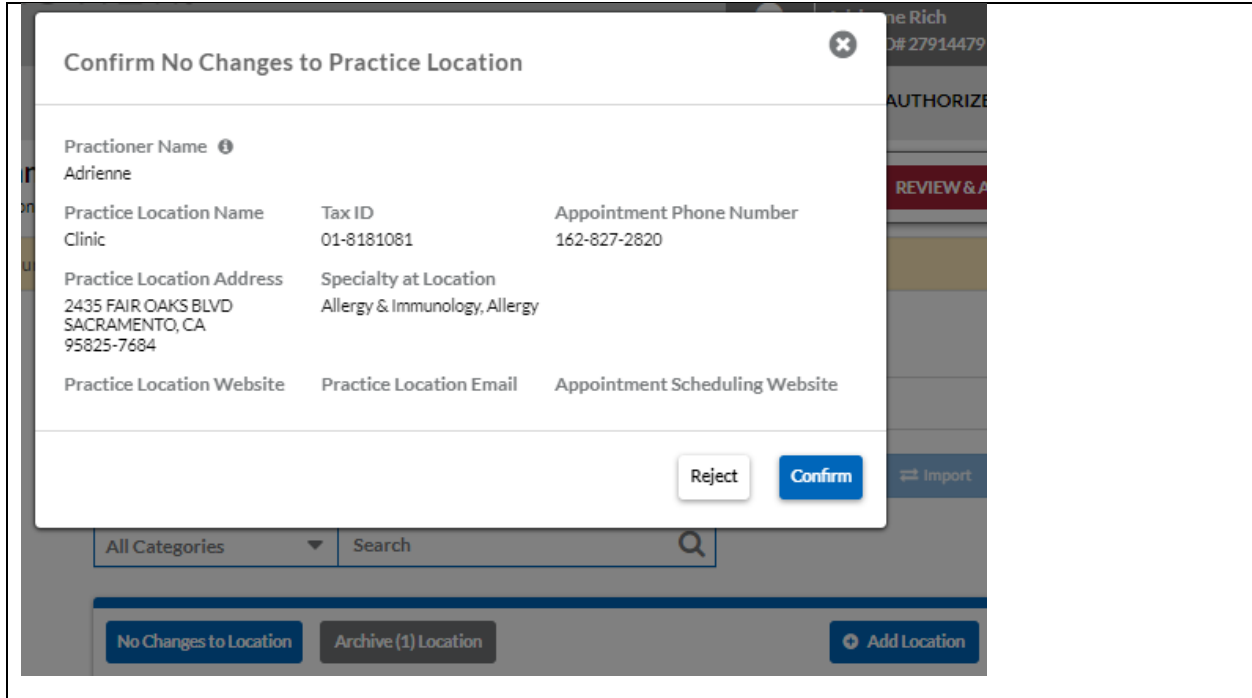 ne Rich
D# 27914479
Confirm No Changes to Practice Location
AUTHORIZE
Practioner Name
Adrienne
REVIEW & A
Practice Location Name Tax ID Appointment Phone Number
Clinic 01-8181081 162-827-2820
Practice Location Address Specialty at Location
2435 FAIR OAKS BLVD Allergy & Immunology, Allergy
SACRAMENTO, CA
95825-7684
Practice Location Website Practice Location Email Appointment Scheduling Website
Reject Confirm Import
All Categories Search
No Changes to Location Archive (1) Location Add Location